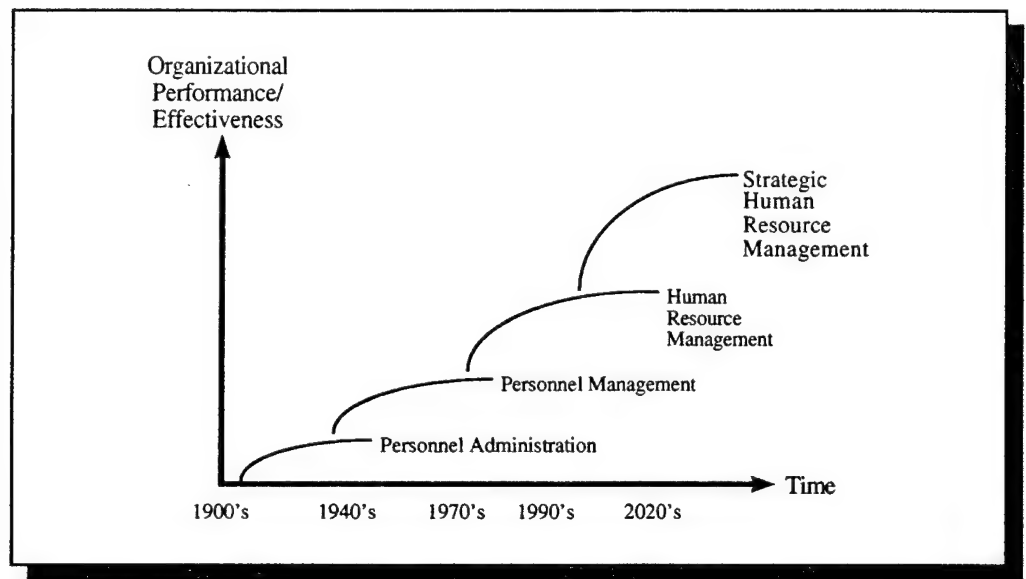 Organizational
Performance/
Effectiveness
Strategic
Human
Resource
Management
Human
Resource
Management
Personnel Management
Personnel Administration
Time
1900's 1940's 1970's 1990's 2020's